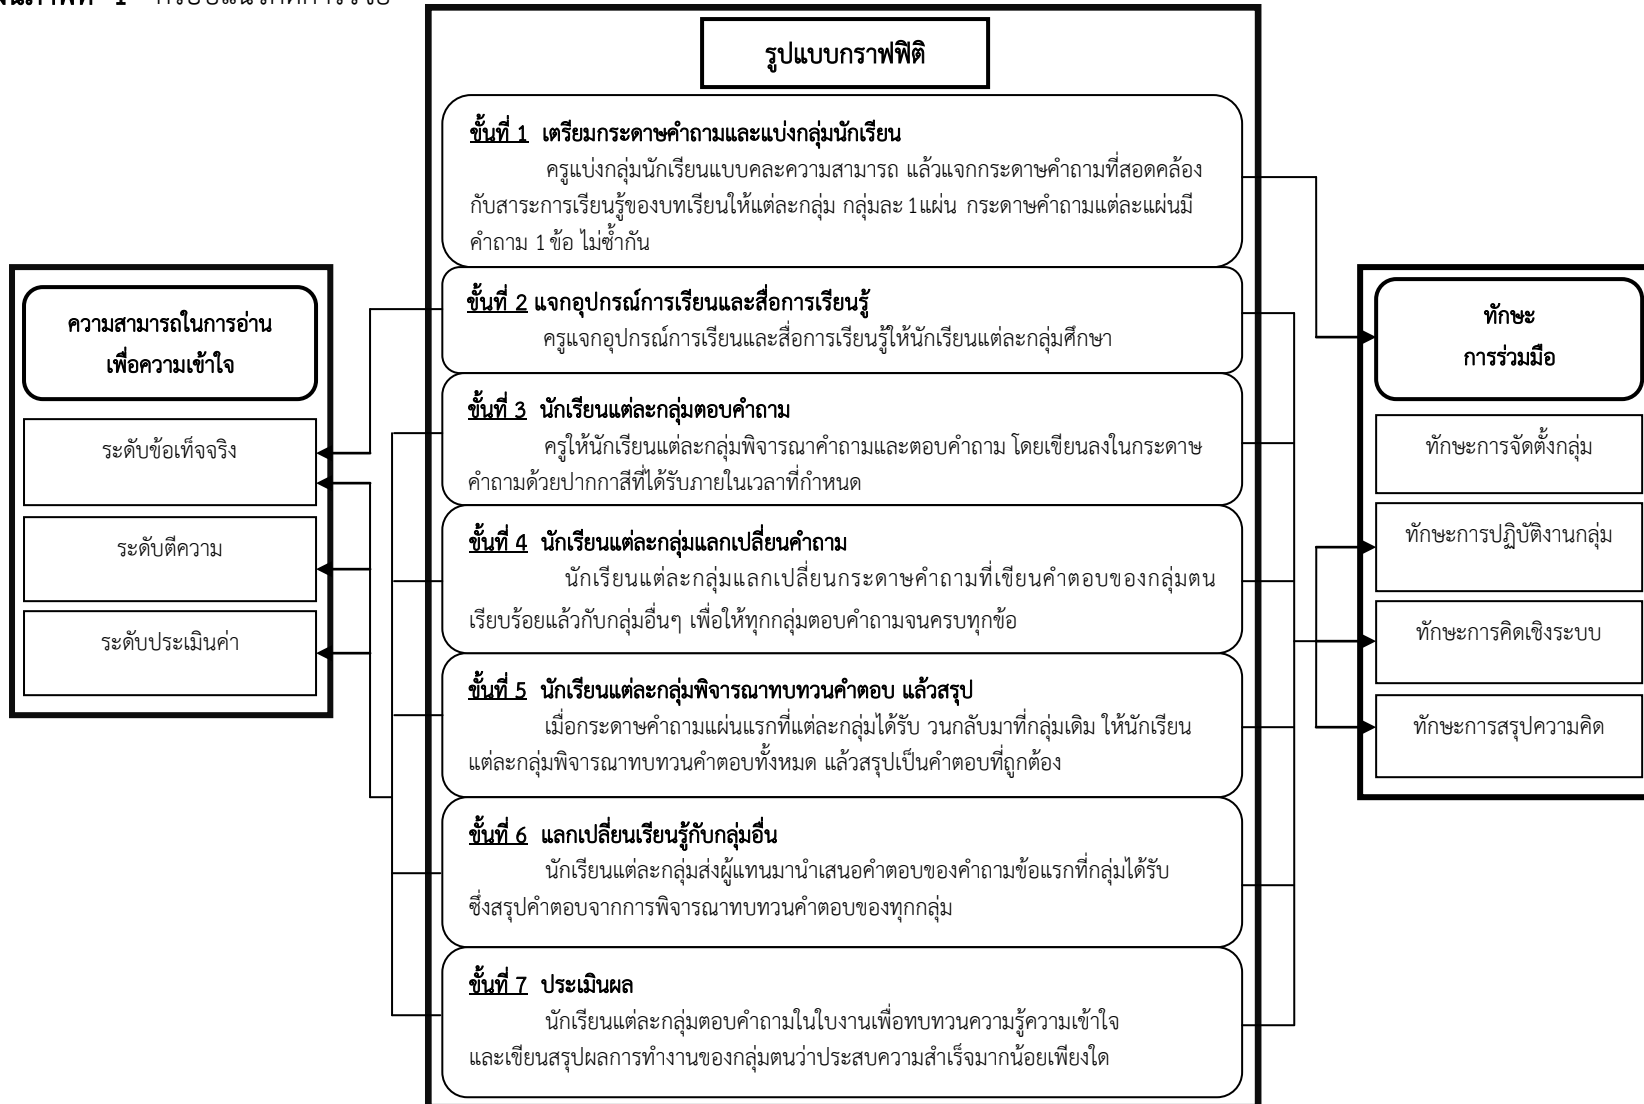 1
รูปแบบกราฟฟิติ
ขั้นที่ 1 เตรียมกระดาษคำถามและแบ่งกลุ่มนักเรียน
ครูแบ่งกลุ่มนักเรียนแบบคละความสามารถ แล้วแจกกระดาษคำถามที่สอดคล้อง
กับสาระการเรียนรู้ของบทเรียนให้แต่ละกลุ่ม กลุ่มละ 1แผ่น กระดาษคำถามแต่ละแผ่นมี
คำถาม 1 ข้อ ไม่ซ้ำกัน
ขั้นที่ 2 แจกอุปกรณ์การเรียนและสื่อการเรียนรู้
ครูแจกอุปกรณ์การเรียนและสื่อการเรียนรู้ให้นักเรียนแต่ละกลุ่มศึกษา
ขั้นที่ 3 นักเรียนแต่ละกลุ่มตอบคำถาม
ครูให้นักเรียนแต่ละกลุ่มพิจารณาคำถามและตอบคำถาม โดยเขียนลงในกระดาษ
คำถามด้วยปากกาสีที่ได้รับภายในเวลาที่กำหนด
ขั้นที่ 4 นักเรียนแต่ละกลุ่มแลกเปลี่ยนคำถาม
นักเรียนแต่ละกลุ่มแลกเปลี่ยนกระดาษคำถามที่เขียนคำตอบของกลุ่มตน
เรียบร้อยแล้วกับกลุ่มอื่นๆ เพื่อให้ทุกกลุ่มตอบคำถามจนครบทุกข้อ
ขั้นที่ 5 นักเรียนแต่ละกลุ่มพิจารณาทบทวนคำตอบ แล้วสรุป
เมื่อกระดาษคำถามแผ่นแรกที่แต่ละกลุ่มได้รับ วนกลับมาที่กลุ่มเดิม ให้นักเรียน
แต่ละกลุ่มพิจารณาทบทวนคำตอบทั้งหมด แล้วสรุปเป็นคำตอบที่ถูกต้อง
ขั้นที่ 6 แลกเปลี่ยนเรียนรู้กับกลุ่มอื่น
นักเรียนแต่ละกลุ่มส่งผู้แทนมานำเสนอคำตอบของคำถามข้อแรกที่กลุ่มได้รับ
ซึ่งสรุปคำตอบจากการพิจารณาทบทวนคำตอบของทุกกลุ่ม
ขั้นที่ 7 ประเมินผล
นักเรียนแต่ละกลุ่มตอบคำถามในใบงานเพื่อทบทวนความรู้ความเข้าใจ
และเขียนสรุปผลการทำงานของกลุ่มตนว่าประสบความสำเร็จมากน้อยเพียงใด
ความสามารถในการอ่าน
เพื่อความเข้าใจ
ระดับข้อเท็จจริง
ระดับตีความ
ระดับประเมินค่า
ทักษะ
การร่วมมือ
ทักษะการจัดตั้งกลุ่ม
ทักษะการปฏิบัติงานกลุ่ม
ทักษะการคิดเชิงระบบ
ทักษะการสรุปความคิด